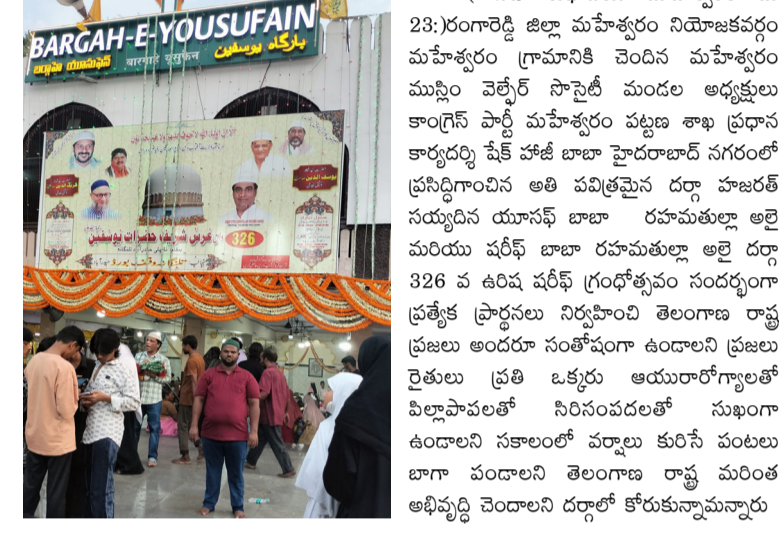 BARGAH-E-YOUSUFAIN
بارگاه یوسفین
బర్గాహె యూసుఫైన్
बारगाहे यूसुफैन
326
23:)రంగారెడ్డి జిల్లా మహేశ్వరం నియోజకవర్గం
మహేశ్వరం గ్రామానికి చెందిన మహేశ్వరం
ముస్లిం వెల్ఫేర్ సొసైటీ మండల అధ్యక్షులు
కాంగ్రెస్ పార్టీ మహేశ్వరం పట్టణ శాఖ ప్రధాన
కార్యదర్శి షేక్ హాజీ బాబా హైదరాబాద్ నగరంలో
ప్రసిద్ధిగాంచిన అతి పవిత్రమైన దర్గా హజరత్
సయ్యదిన యూసఫ్ బాబా రహమతుల్లా అలై
మరియు షరీఫ్ బాబా రహమతుల్లా అలై దర్గా
326 వ ఉరిష షరీఫ్ గ్రంధోత్సవం సందర్భంగా
ప్రత్యేక ప్రార్థనలు నిర్వహించి తెలంగాణ రాష్ట్ర
ప్రజలు అందరూ సంతోషంగా ఉండాలని ప్రజలు
రైతులు ప్రతి ఒక్కరు ఆయురారోగ్యాలతో
పిల్లాపాపలతో సిరిసంపదలతో సుఖంగా
ఉండాలని సకాలంలో వర్షాలు కురిసే పంటలు
బాగా పండాలని తెలంగాణ రాష్ట్ర మరింత
అభివృద్ధి చెందాలని దర్గాలో కోరుకున్నామన్నారు